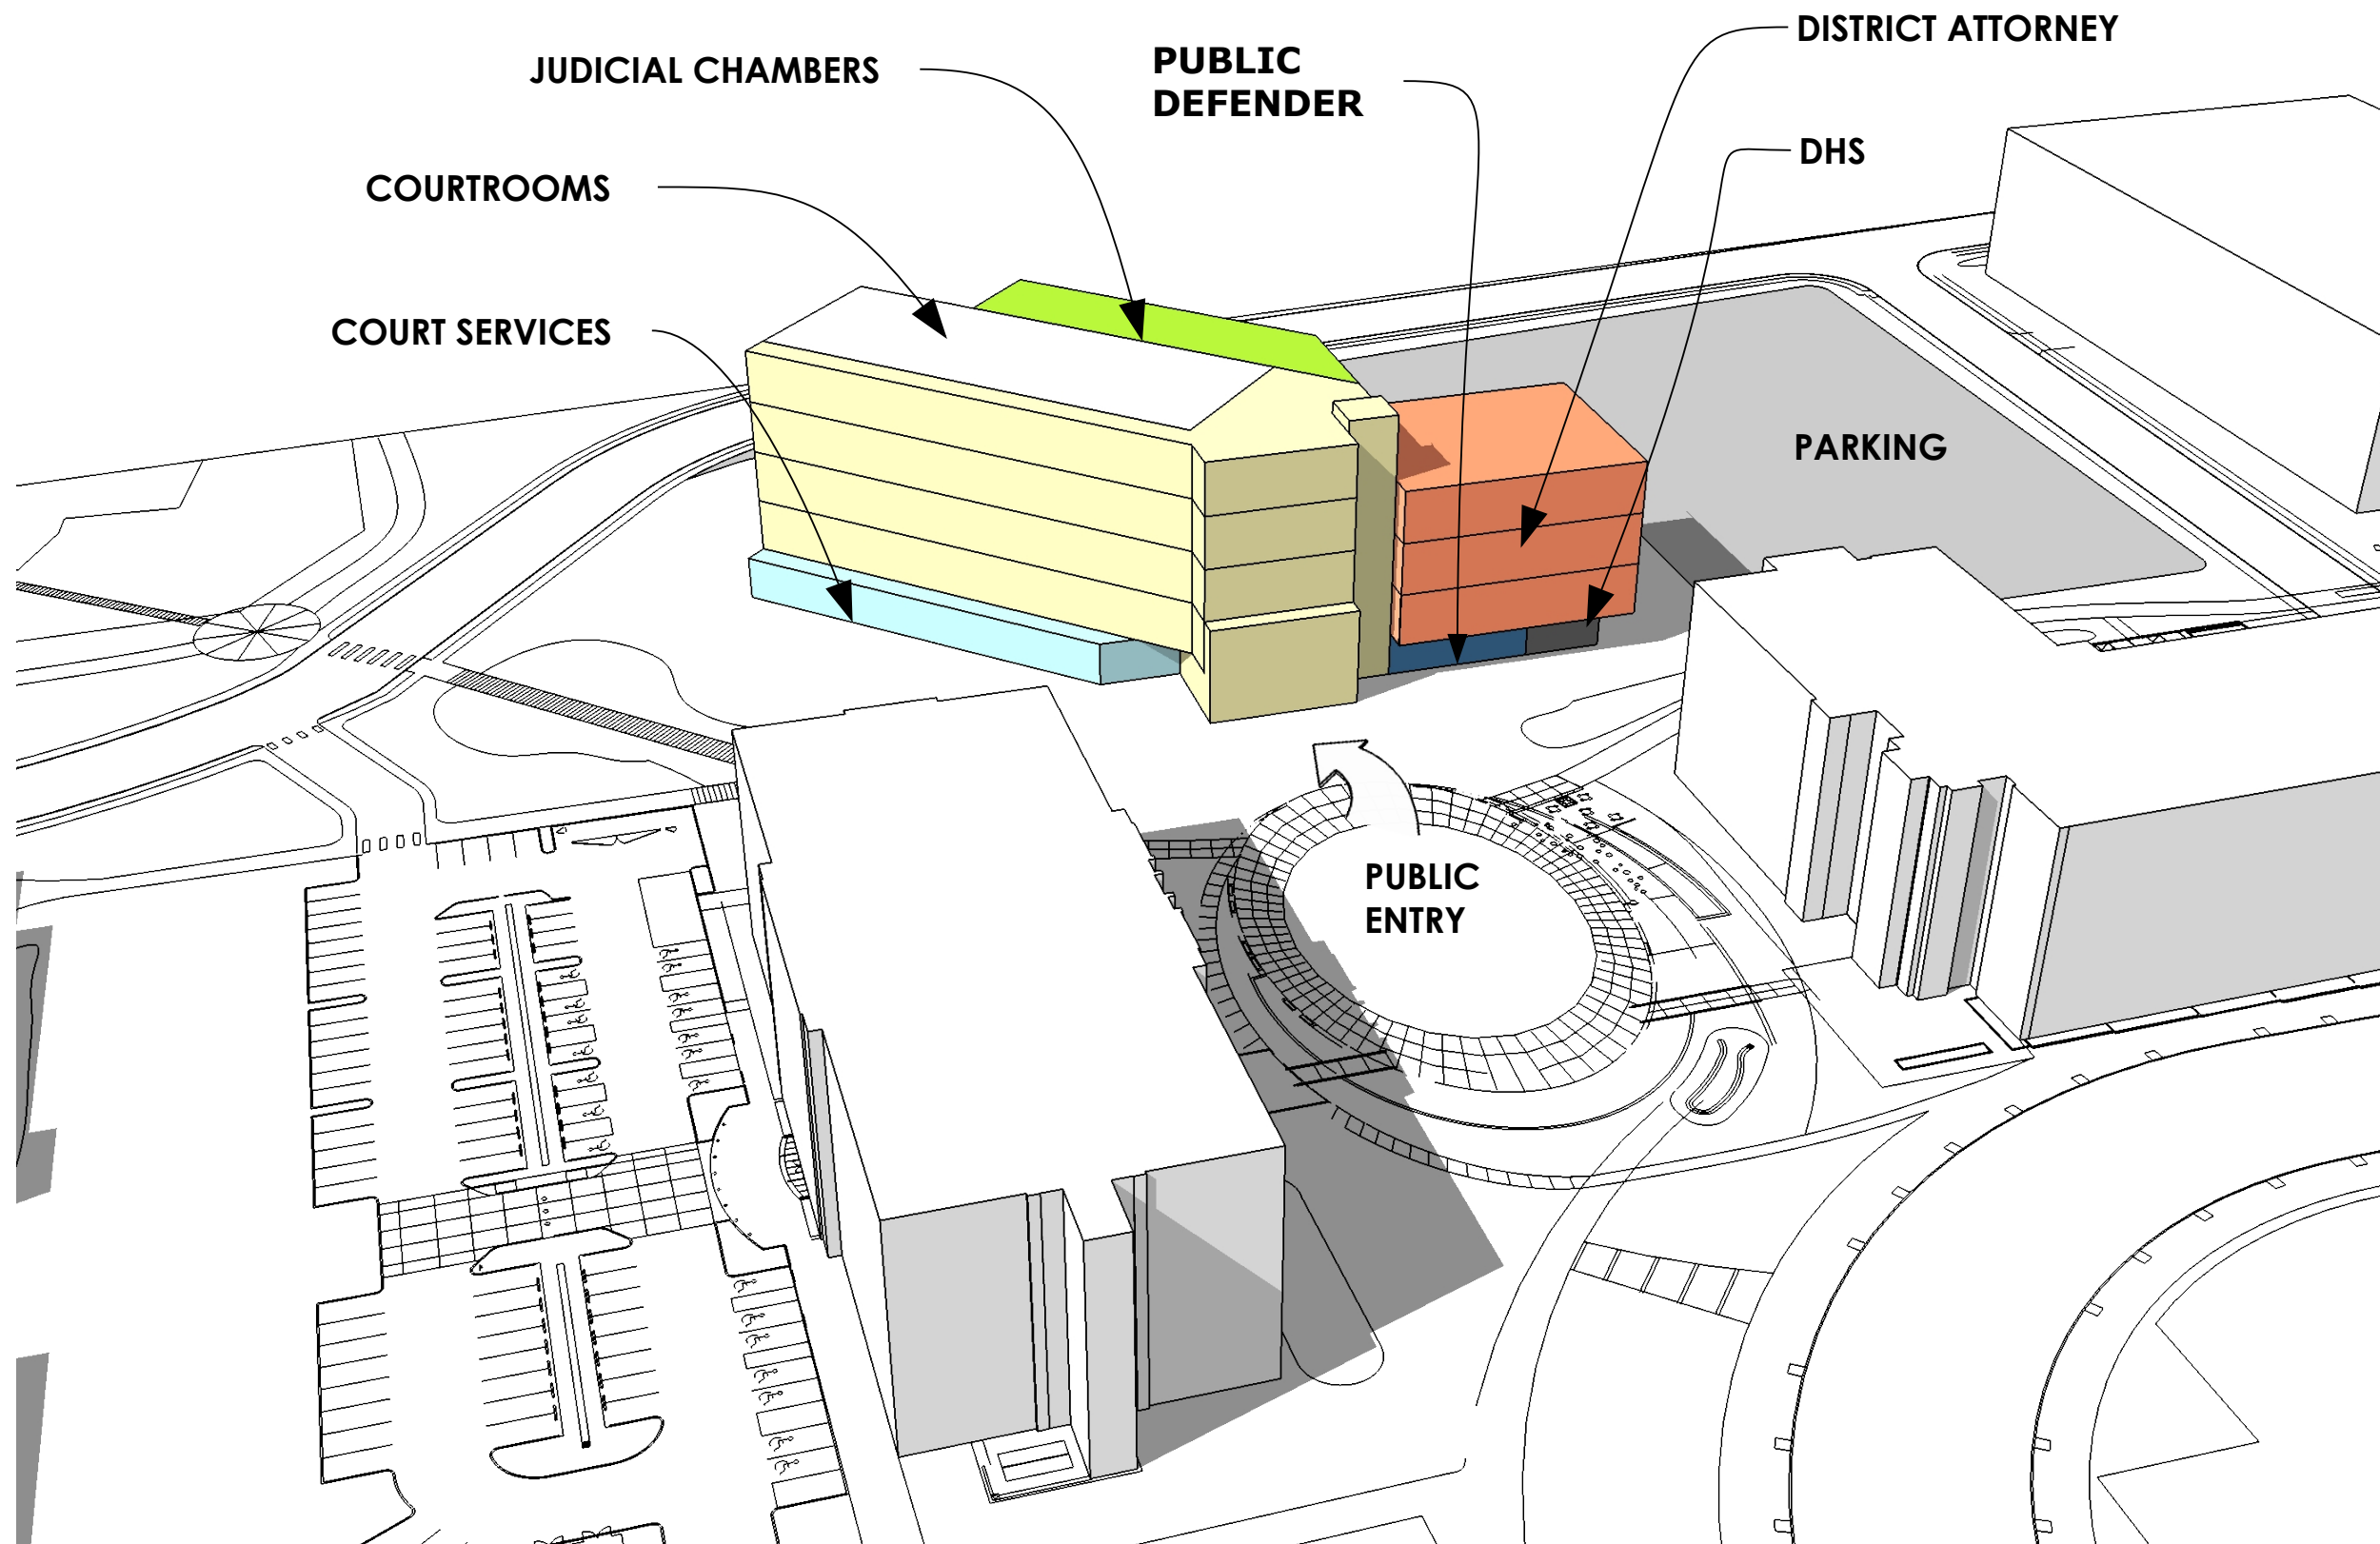 DISTRICT ATTORNEY
JUDICIAL CHAMBERS
PUBLIC
DEFENDER
DHS
COURTROOMS
COURT SERVICES
PARKING
PUBLIC
ENTRY